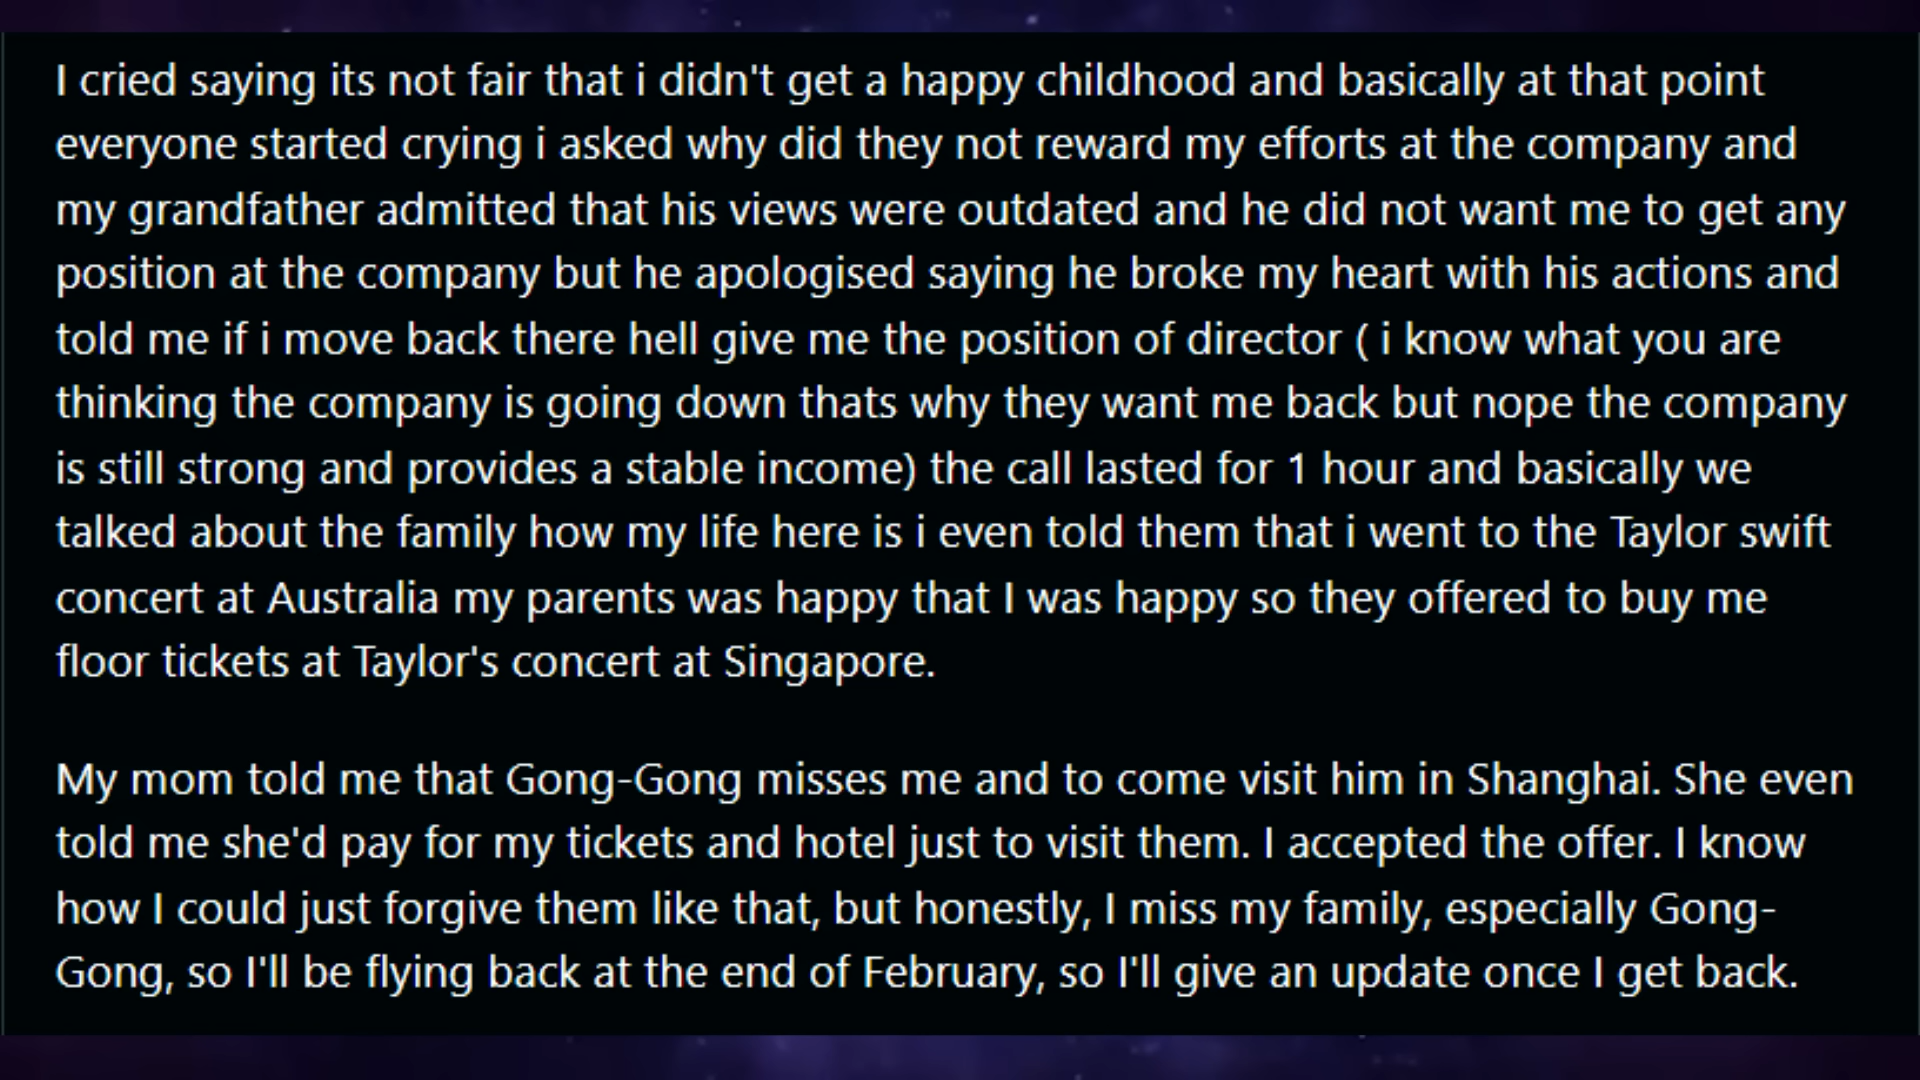 I cried saying its not fair that i didn't get a happy childhood and basically at that point
everyone started crying i asked why did they not reward my efforts at the company and
my grandfather admitted that his views were outdated and he did not want me to get any
position at the company but he apologised saying he broke my heart with his actions and
told me if i move back there hell give me the position of director ( i know what you are
thinking the company is going down thats why they want me back but nope the company
is still strong and provides a stable income) the call lasted for 1 hour and basically we
talked about the family how my life here is i even told them that i went to the Taylor swift
concert at Australia my parents was happy that I was happy so they offered to buy me
floor tickets at Taylor's concert at Singapore.
My mom told me that Gong-Gong misses me and to come visit him in Shanghai. She even
told me she'd pay for my tickets and hotel just to visit them. I accepted the offer. I know
how I could just forgive them like that, but honestly, I miss my family, especially Gong-
Gong, so I'll be flying back at the end of February, so I'll give an update once I get back.